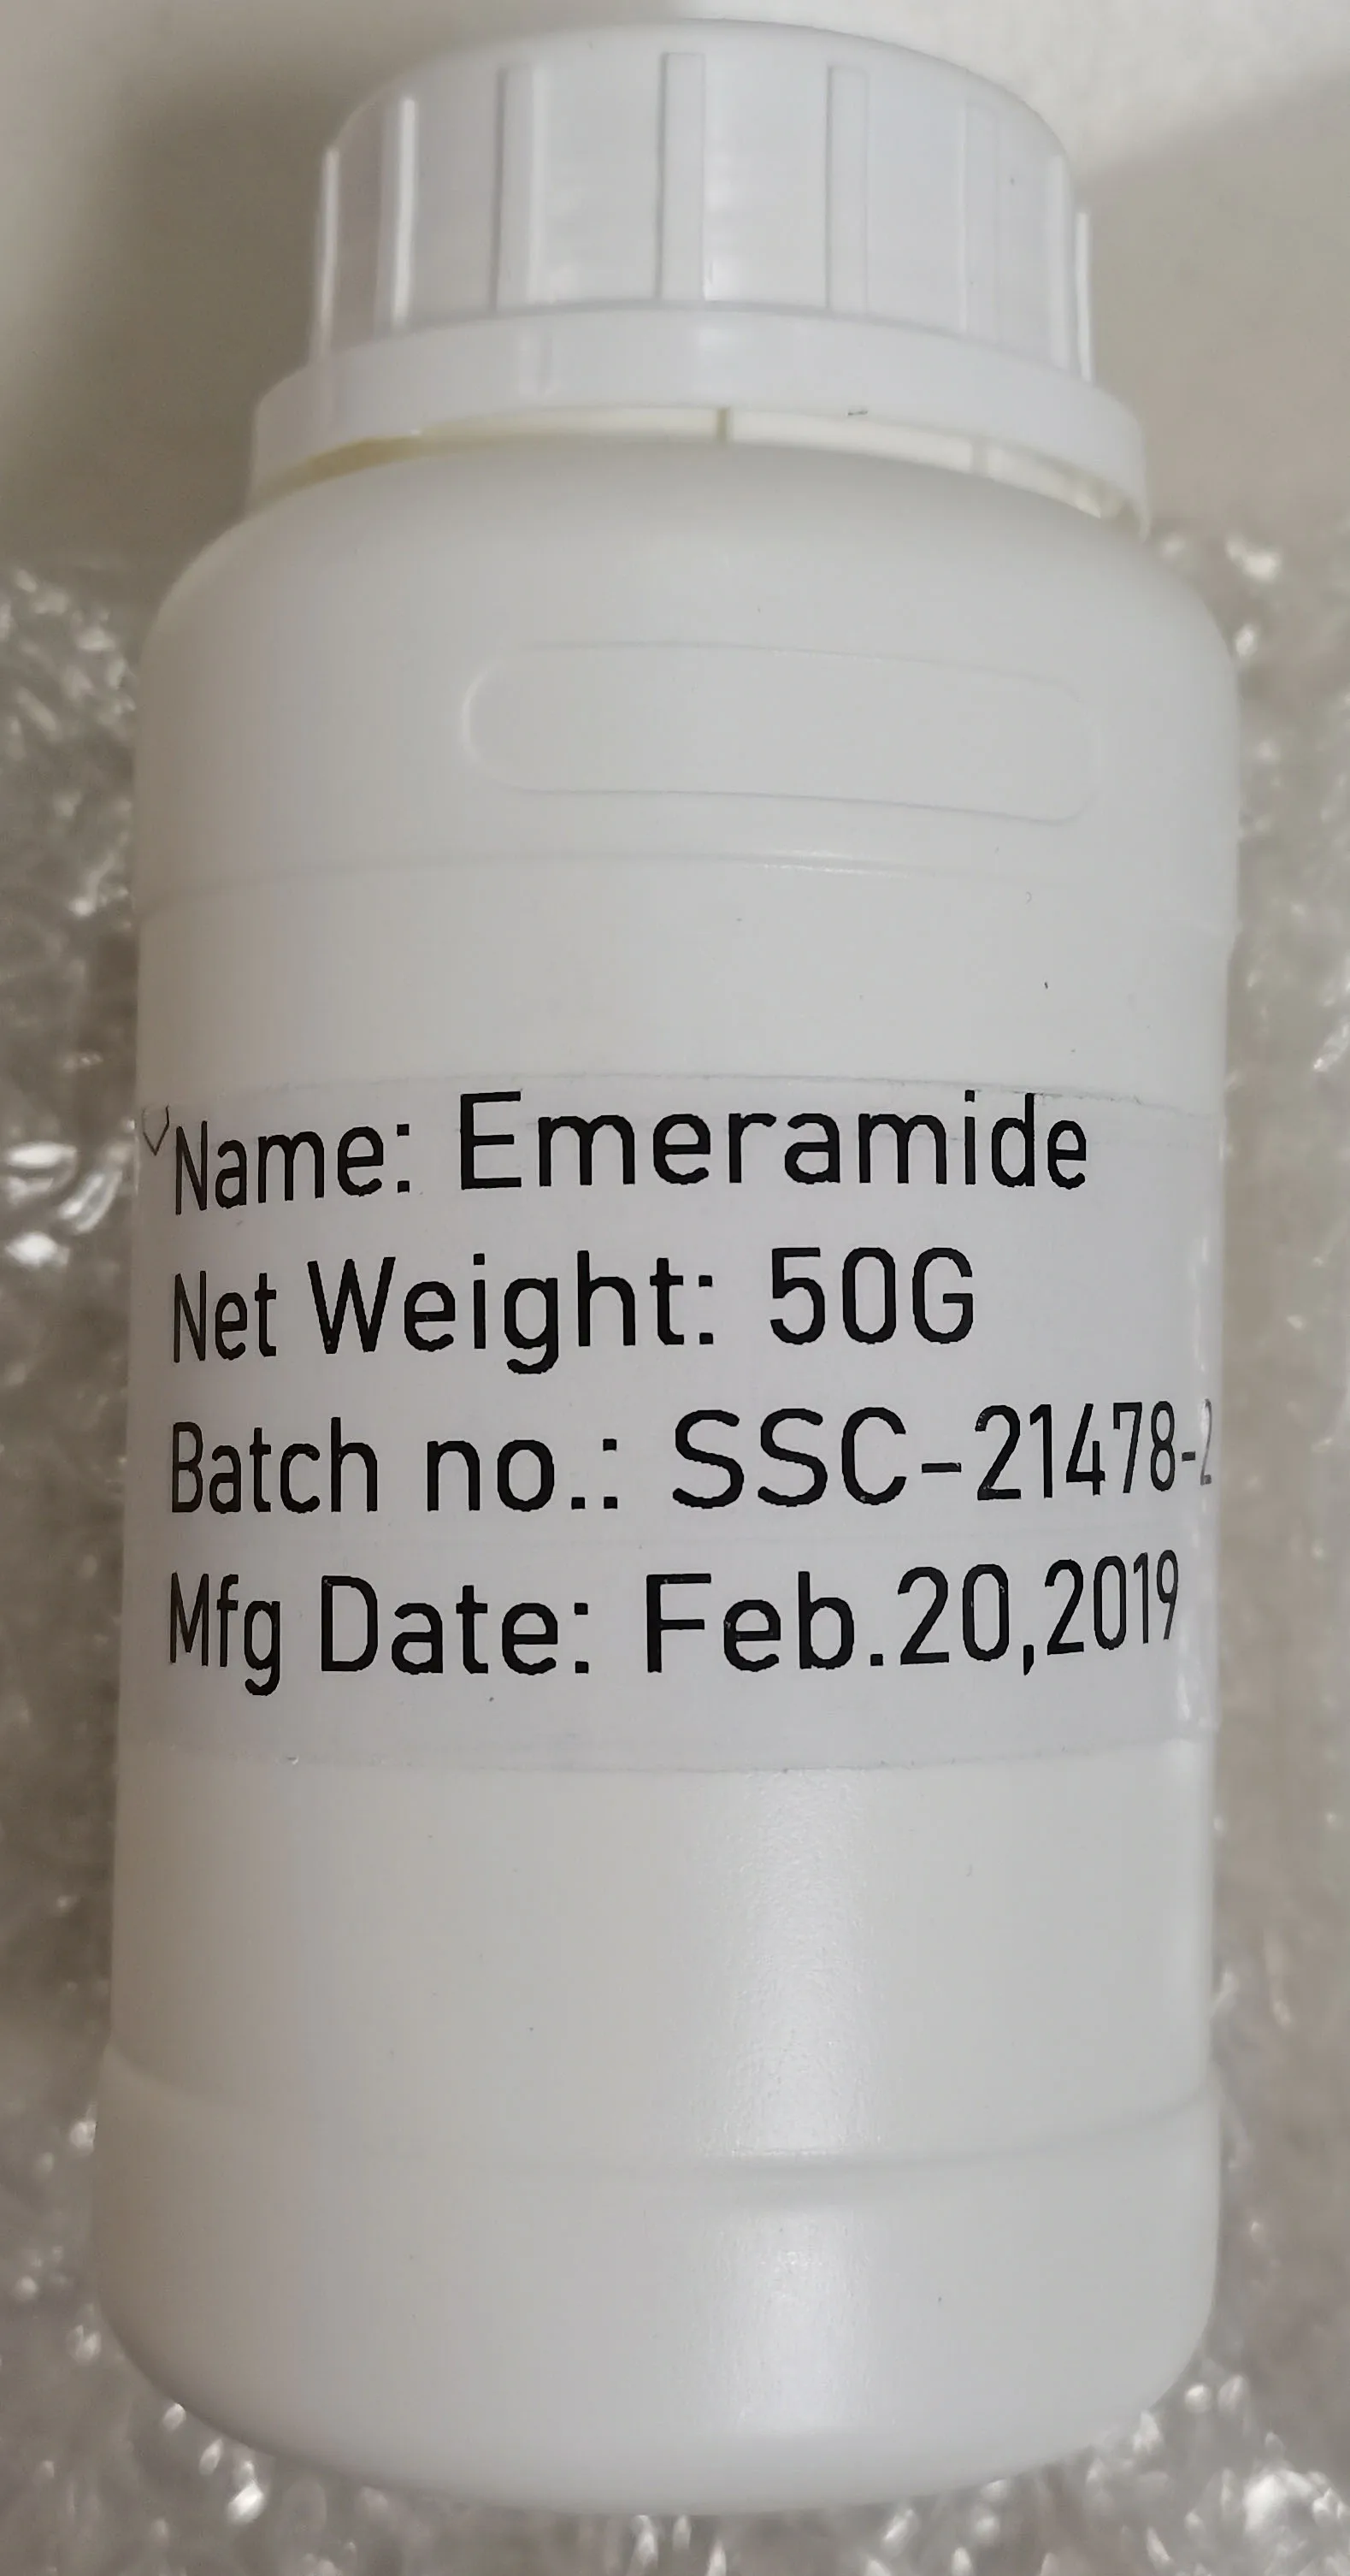 Name: Emeramide
Net Weight: 50G
Batch no.: SSC-21478-2
Mfg Date: Feb.20,2019